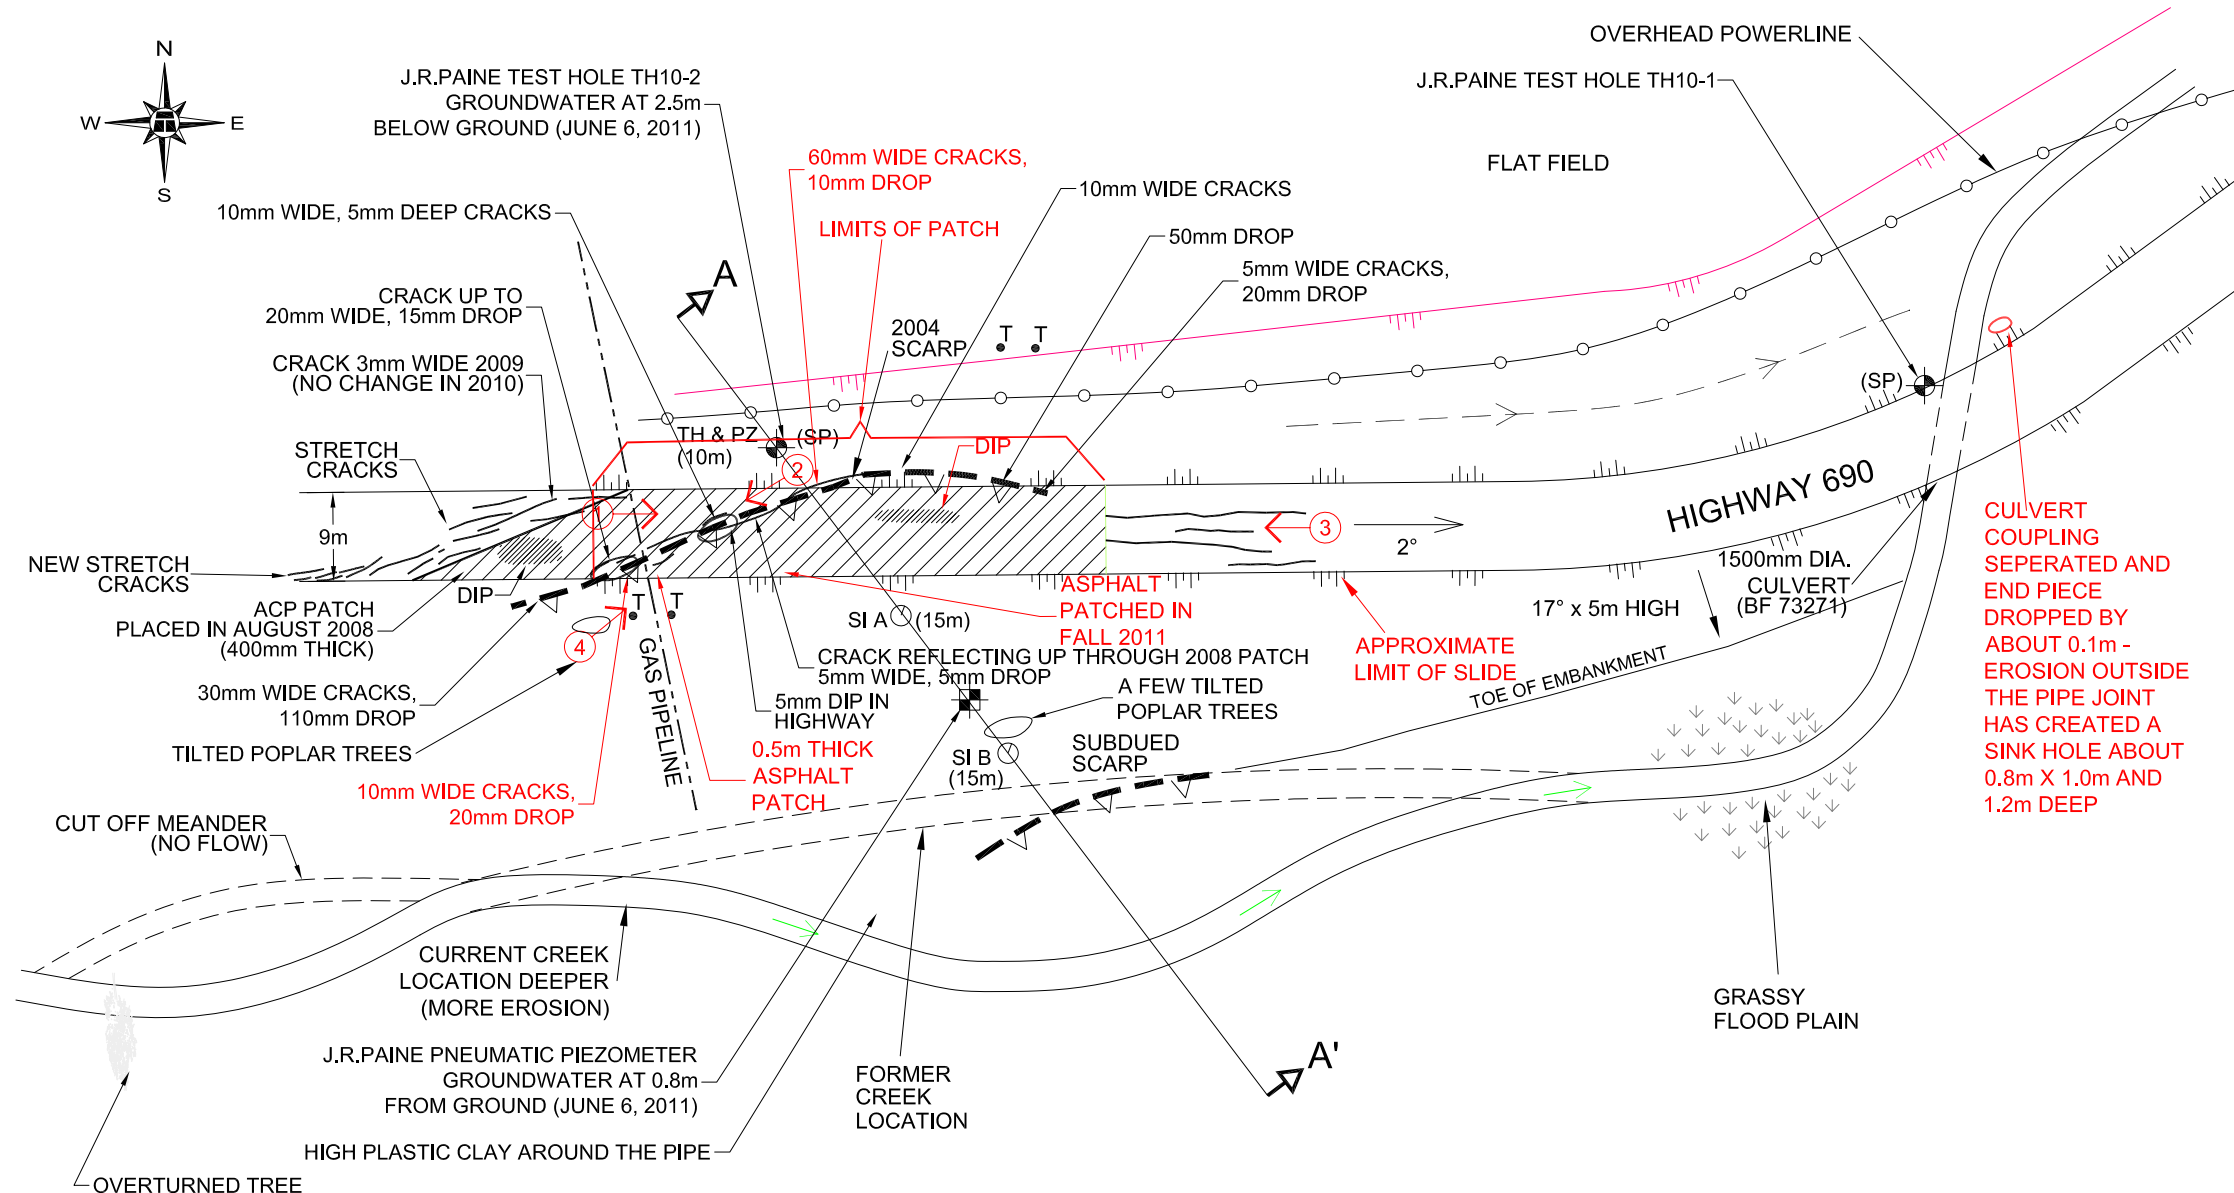 N
W
E
S
J.R.PAINE TEST HOLE TH10-2
GROUNDWATER AT 2.5m
BELOW GROUND (JUNE 6, 2011)
OVERHEAD POWERLINE
J.R.PAINE TEST HOLE TH10-1
FLAT FIELD
60mm WIDE CRACKS,
10mm DROP
10mm WIDE CRACKS
10mm WIDE, 5mm DEEP CRACKS
LIMITS OF PATCH
50mm DROP
5mm WIDE CRACKS,
20mm DROP
A
CRACK UP TO
20mm WIDE, 15mm DROP
2004
SCARP
T
T
CRACK 3mm WIDE 2009
(NO CHANGE IN 2010)
(SP)
TH & PZ
(10m)
(SP)
DIP
STRETCH
CRACKS
2
1
3
9m
2°
HIGHWAY 690
NEW STRETCH
CRACKS
DIP
ACP PATCH
PLACED IN AUGUST 2008
(400mm THICK)
T
T
4
SI A
(15m)
ASPHALT
PATCHED IN
FALL 2011
17° x 5m HIGH
1500mm DIA.
CULVERT
(BF 73271)
CULVERT
COUPLING
SEPERATED AND
END PIECE
DROPPED BY
ABOUT 0.1m -
EROSION OUTSIDE
THE PIPE JOINT
HAS CREATED A
SINK HOLE ABOUT
0.8m X 1.0m AND
1.2m DEEP
APPROXIMATE
LIMIT OF SLIDE
CRACK REFLECTING UP THROUGH 2008 PATCH
5mm WIDE, 5mm DROP
GAS PIPELINE
30mm WIDE CRACKS,
110mm DROP
5mm DIP IN
HIGHWAY
A FEW TILTED
POPLAR TREES
TOE OF EMBANKMENT
TILTED POPLAR TREES
0.5m THICK
ASPHALT
PATCH
SI B
(15m)
SUBDUED
SCARP
10mm WIDE CRACKS,
20mm DROP
CUT OFF MEANDER
(NO FLOW)
CURRENT CREEK
LOCATION DEEPER
(MORE EROSION)
GRASSY
FLOOD PLAIN
J.R.PAINE PNEUMATIC PIEZOMETER
GROUNDWATER AT 0.8m
FROM GROUND (JUNE 6, 2011)
FORMER
CREEK
LOCATION
A'
HIGH PLASTIC CLAY AROUND THE PIPE
OVERTURNED TREE